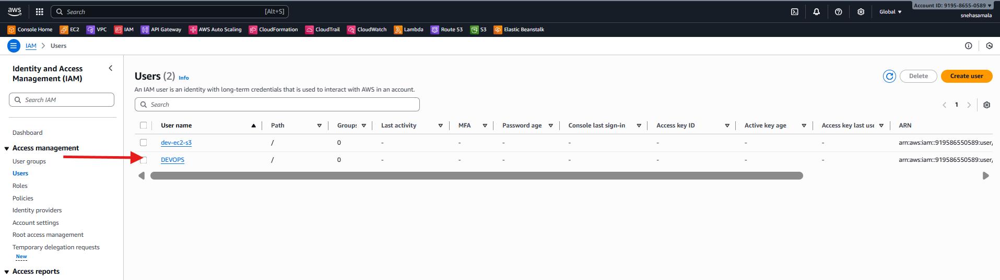 aws Search [Alt+S] Global Account ID: 9195-8655-0589
snehasamala
Console Home EC2 VPC IAM API Gateway AWS Auto Scaling CloudFormation CloudTrail CloudWatch Lambda Route 53 S3 Elastic Beanstalk
IAM > Users
Identity and Access
Management (IAM)
Search IAM
Dashboard
Access management
User groups
Users
Roles
Policies
Identity providers
Account settings
Root access management
Temporary delegation requests
New
Access reports
Users (2) Info
Delete Create user
An IAM user is an identity with long-term credentials that is used to interact with AWS in an account.
Search
1
User name Path Groups Last activity MFA Password age Console last sign-in Access key ID Active key age Access key last use ARN
dev-ec2-s3 / 0 - - - - - - - arn:aws:iam::919586550589:user/
DEVOPS / 0 - - - - - - - arn:aws:iam::919586550589:user/